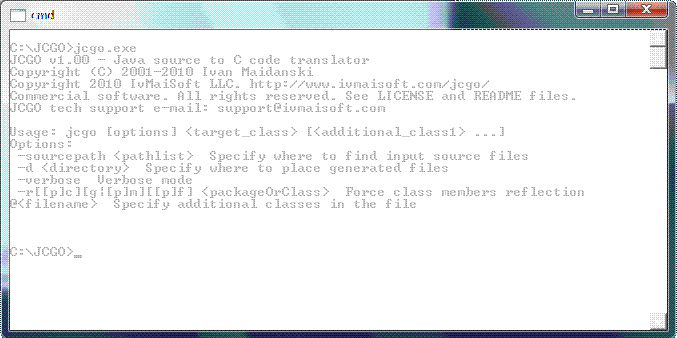 cmd
C:\JCGO>jcgo.exe
JCGO v1.00 - Java source to C code translator
Copyright (C) 2001-2010 Ivan Maidanski
Copyright 2010 IvMaiSoft LLC. http://www.ivmaisoft.com/jcgo/
Commercial software. All rights reserved. See LICENSE and README files.
JCGO tech support e-mail: support@ivmaisoft.com
Usage: jcgo [options] <target_class> [<additional_class1> ...]
Options:
-sourcepath <pathlist> Specify where to find input source files
-d <directory> Specify where to place generated files
-verbose Verbose mode
-r[[p]c][g![p]m][[p]f] <packageOrClass> Force class members reflection
@<filename> Specify additional classes in the file
C:\JCGO>_